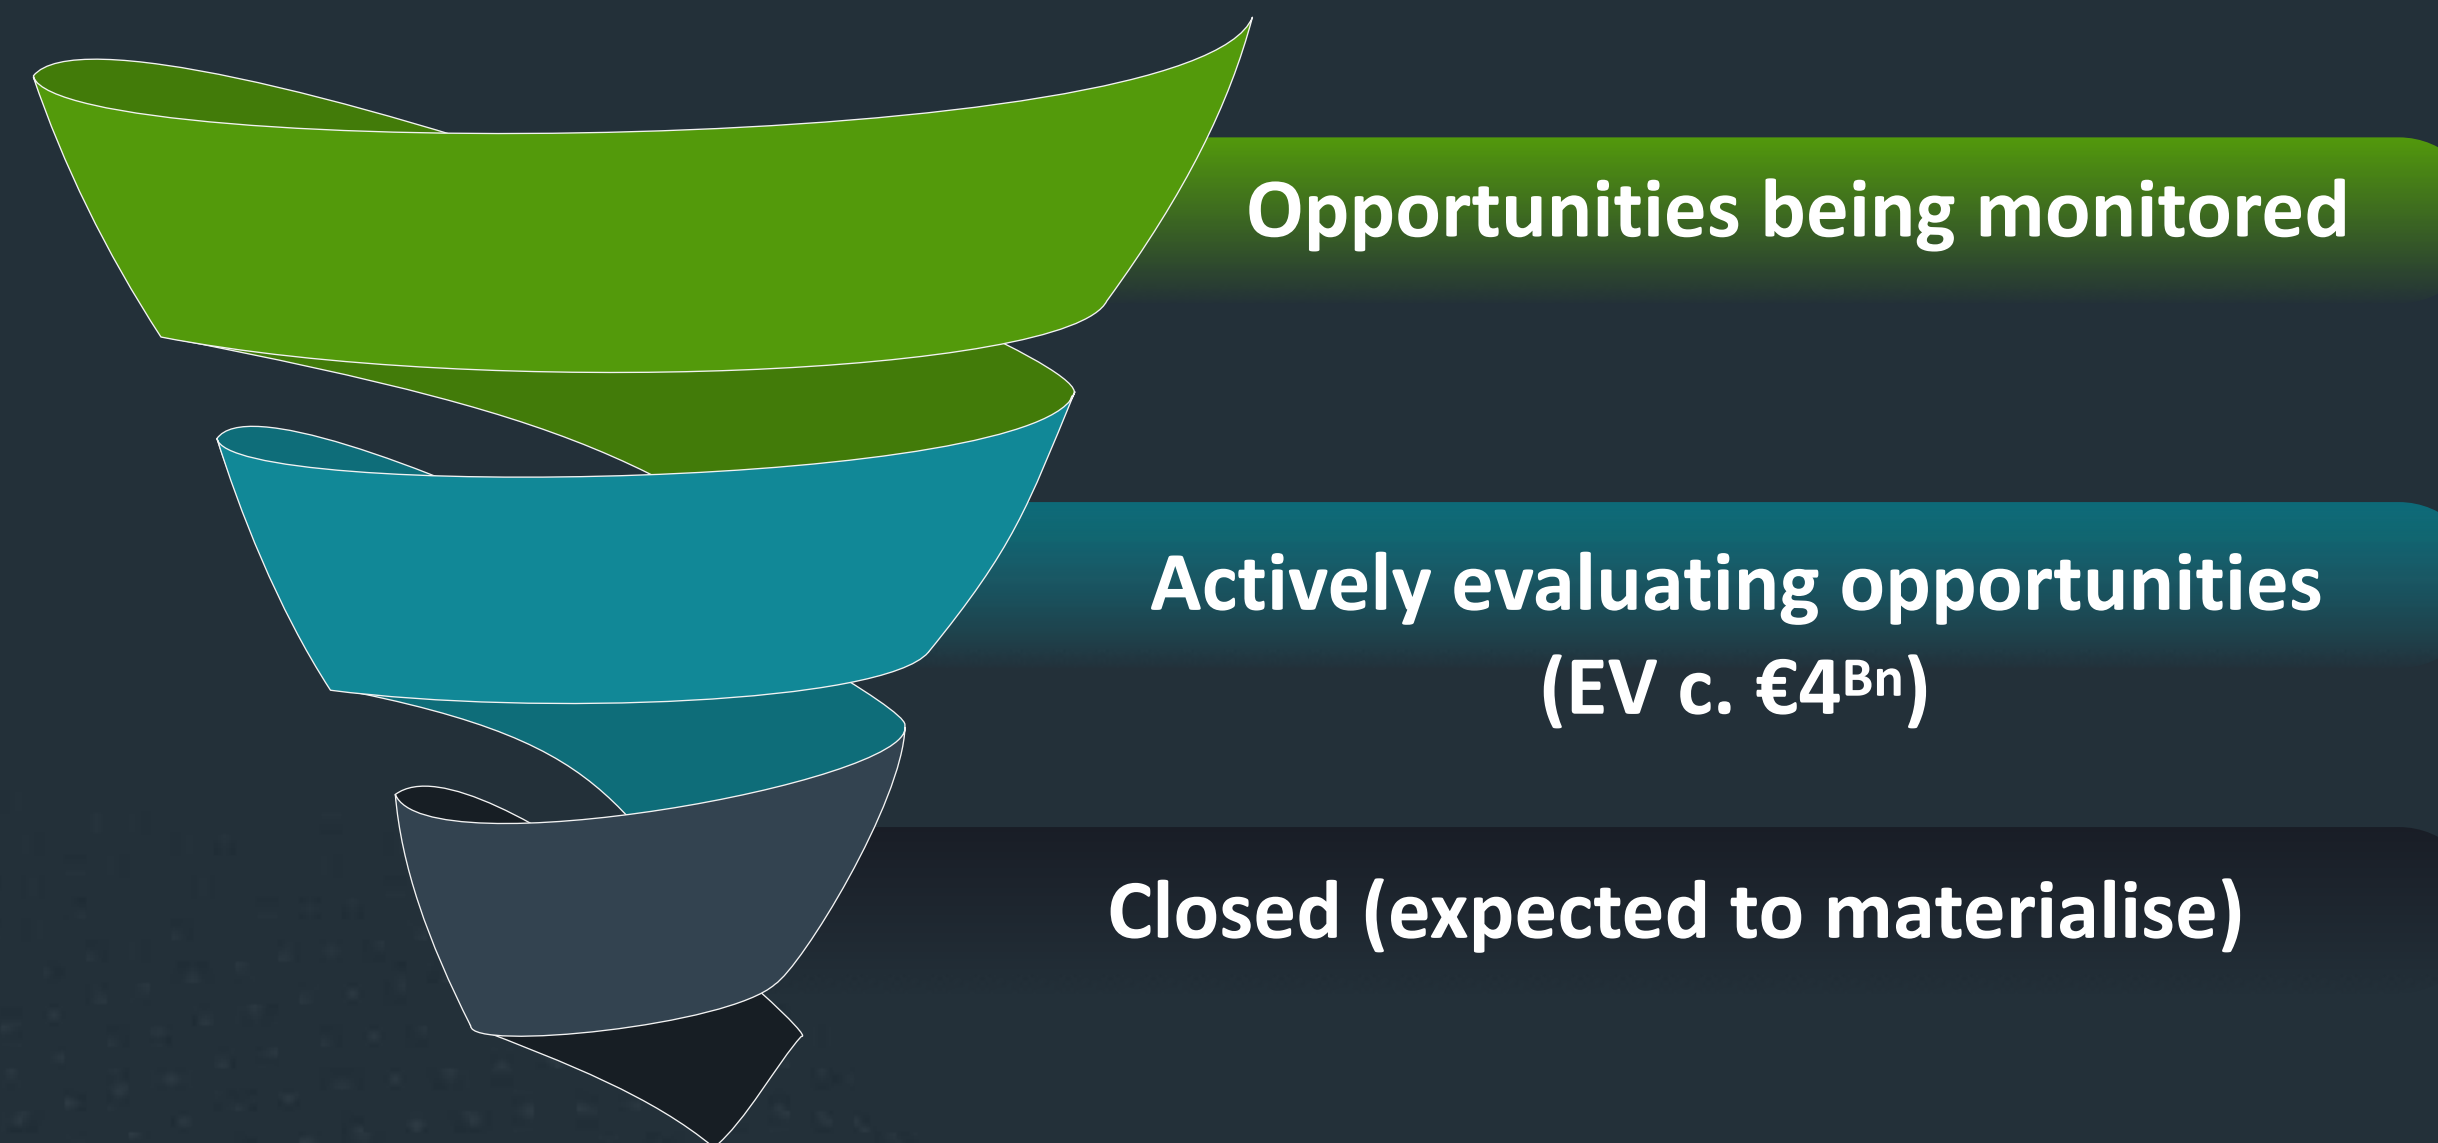 Opportunities being monitored
Actively evaluating opportunities
(EV c. €4Bn)
Closed (expected to materialise)